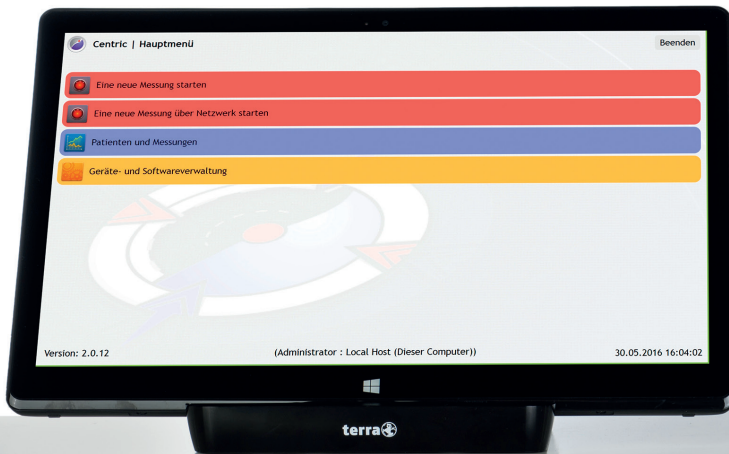 Centric | Hauptmenü
Beenden
Eine neue Messung starten
Eine neue Messung über Netzwerk starten
Patienten und Messungen
Geräte- und Softwareverwaltung
Version: 2.0.12
(Administrator : Local Host (Dieser Computer))
30.05.2016 16:04:02
terra